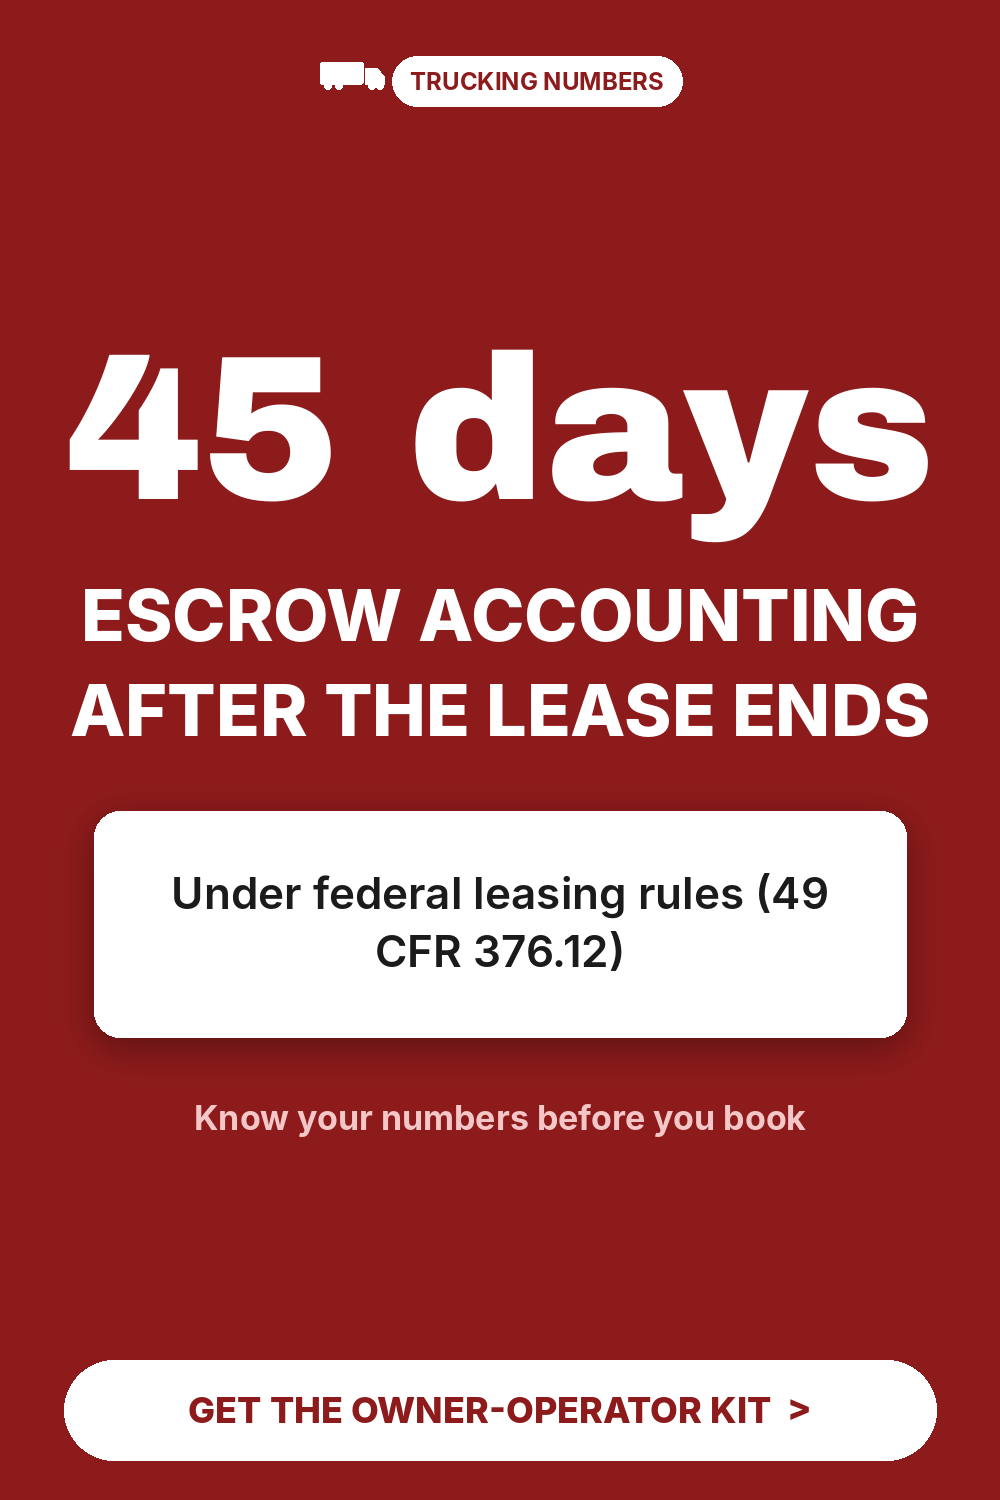 TRUCKING NUMBERS
45 days
ESCROW ACCOUNTING
AFTER THE LEASE ENDS
Under federal leasing rules (49
CFR 376.12)
Know your numbers before you book
GET THE OWNER-OPERATOR KIT >